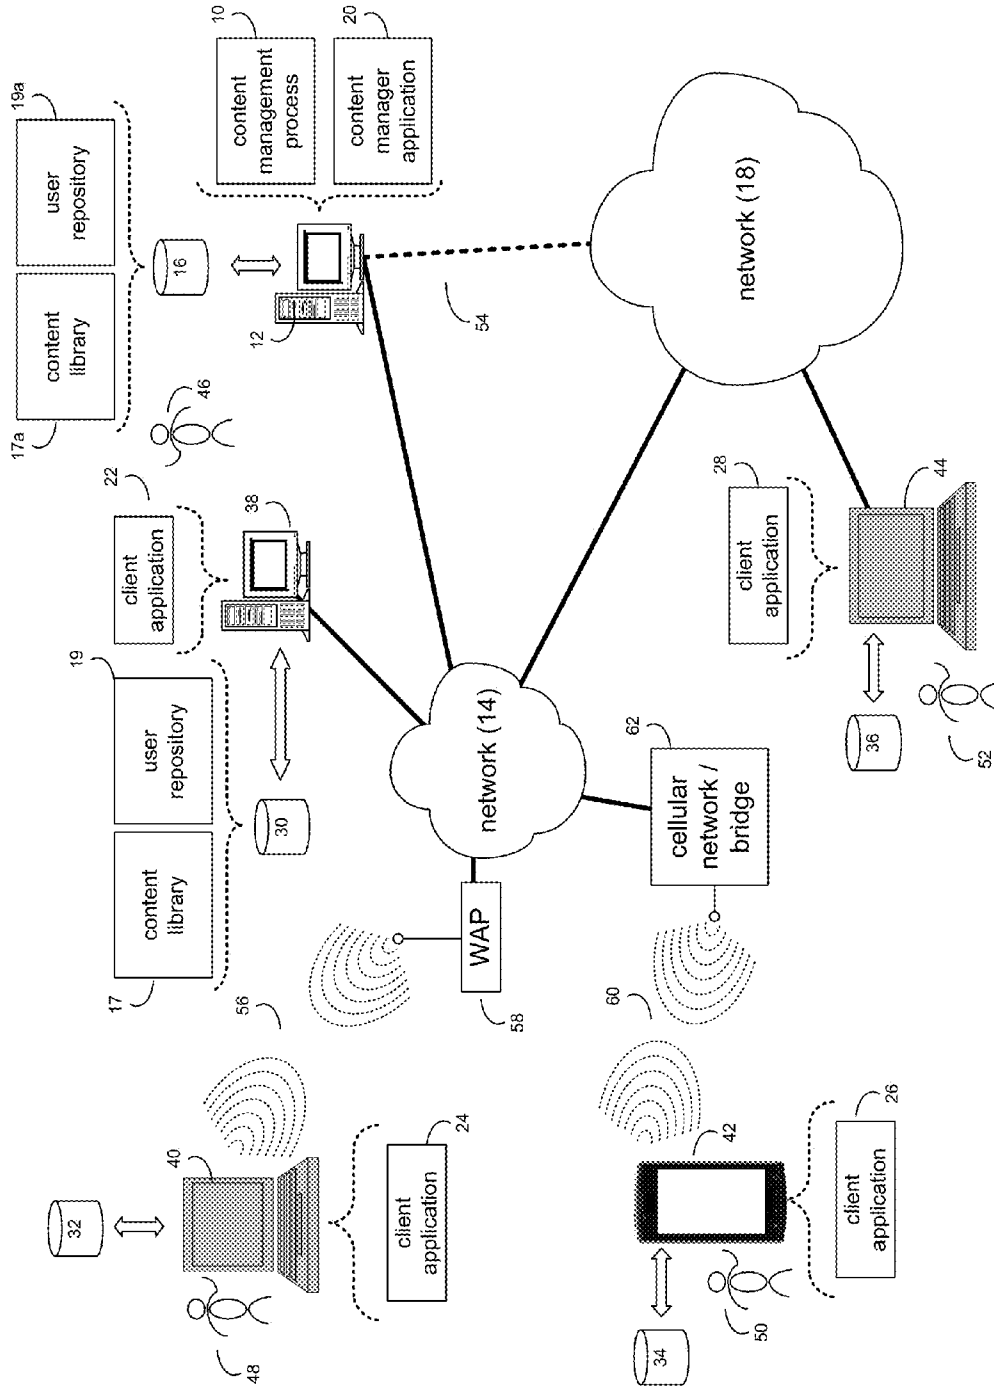 32
40
48
client
application
24
56
WAP
58
34
50
42
60
client
application
26
17
content
library
user
repository
19
30
client
application
22
38
46
network (14)
cellular
network /
bridge
62
17a
content
library
user
repository
19a
16
12
content
management
process
10
content
manager
application
20
54
network (18)
client
application
28
36
44
52